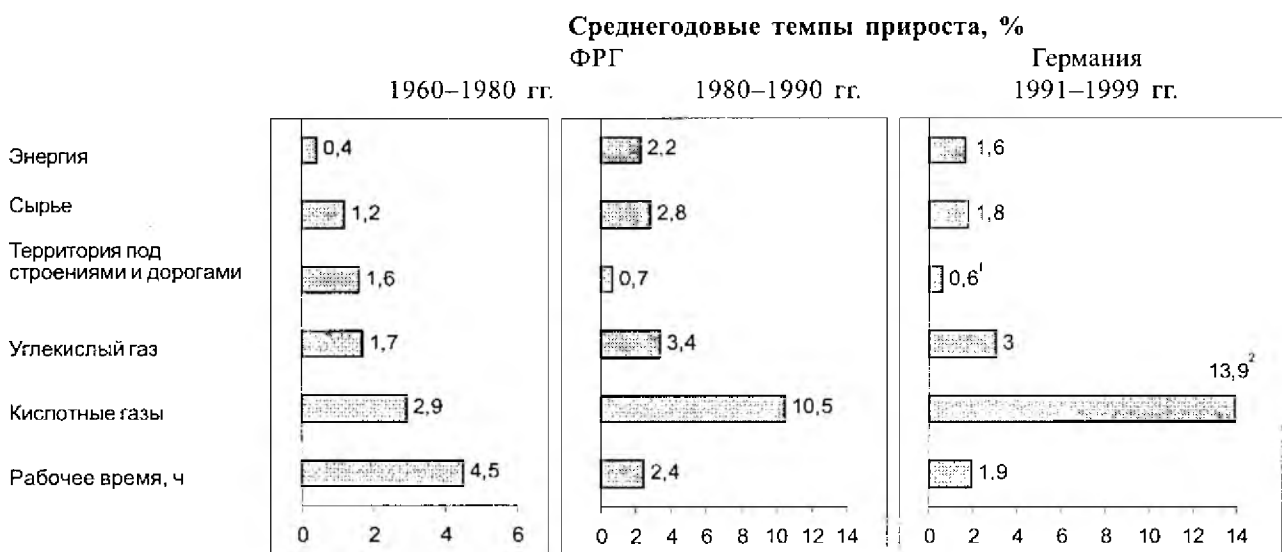 Среднегодовые темпы прироста, %
ФРГ Германия
1960–1980 гг. 1980–1990 гг. 1991–1999 гг.
Энергия 0,4 2,2 1,6
Сырье 1,2 2,8 1,8
Территория под
строениями и дорогами 1,6 0,7 0,6¹
Углекислый газ 1,7 3,4 3
13,9²
Кислотные газы 2,9 10,5
Рабочее время, ч 4,5 2,4 1.9
0 2 4 6 0 2 4 6 8 10 12 14 0 2 4 6 8 10 12 14